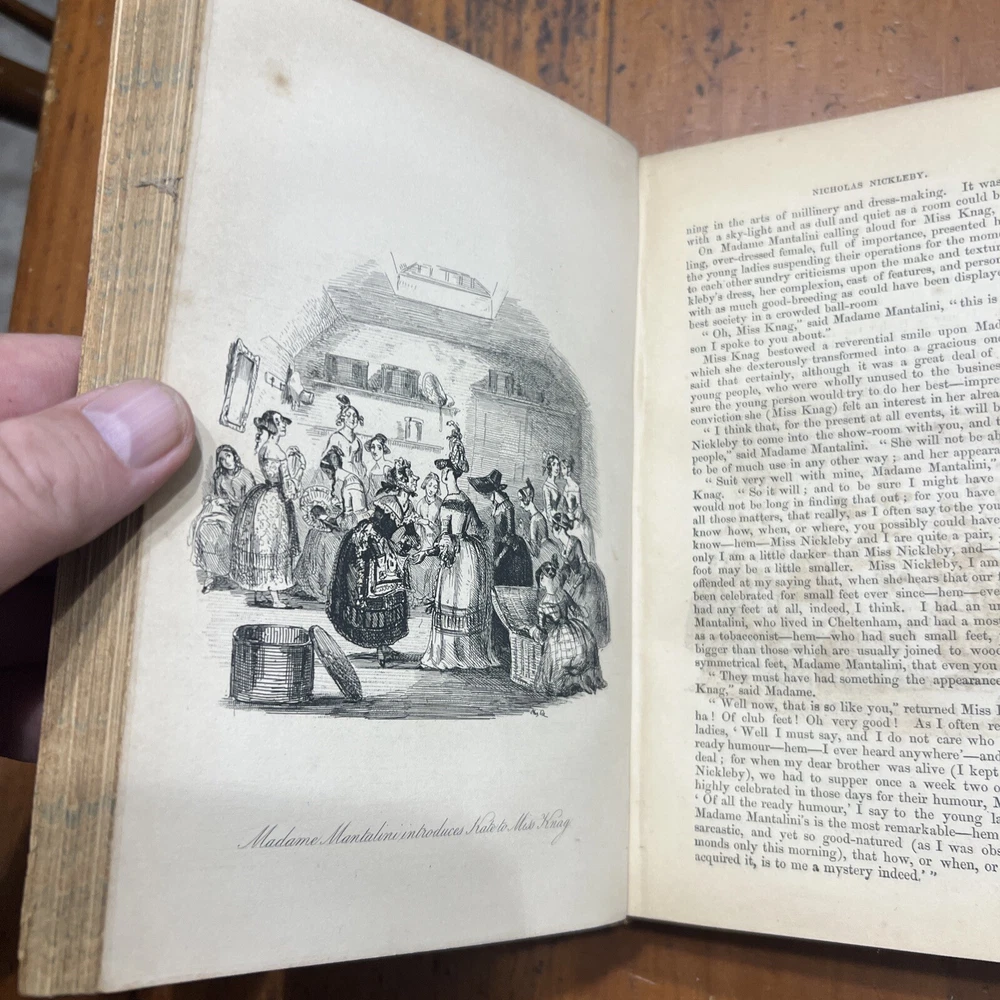 Madame Mantalini introduces Kate to Miss Knag
NICHOLAS NICKLEBY.
ning in the arts of millinery and dress-making. It was
with a sky-light and as dull and quiet as a room could b
On Madame Mantalini calling aloud for Miss Knag,
ling, over-dressed female, full of importance, presented h
the young ladies suspending their operations for the mome
to each other sundry criticisms upon the make and textur
kleby's dress, her complexion, cast of features, and person
with as much good-breeding as could have been displaye
best society in a crowded ball-room
"Oh, Miss Knag," said Madame Mantalini, "this is
son I spoke to you about."
Miss Knag bestowed a reverential smile upon Mad
which she dexterously transformed into a gracious one
said that certainly, although it was a great deal of
young people, who were wholly unused to the busines
sure the young person would try to do her best—impre
conviction she (Miss Knag) felt an interest in her alrea
"I think that, for the present at all events, it will b
Nickleby to come into the show-room with you, and t
people," said Madame Mantalini. "She will not be ab
to be of much use in any other way; and her appeara
"Suit very well with mine, Madame Mantalini,"
Knag. "So it will; and to be sure I might have
would not be long in finding that out; for you have
all those matters, that really, as I often say to the you
know how, when, or where, you possibly could have
know—hem—Miss Nickleby and I are quite a pair,
only I am a little darker than Miss Nickleby, and—
foot may be a little smaller. Miss Nickleby, I am
offended at my saying that, when she hears that our
been celebrated for small feet ever since—hem—eve
had any feet at all, indeed, I think. I had an un
Mantalini, who lived in Cheltenham, and had a most
as a tobacconist—hem—who had such small feet,
bigger than those which are usually joined to wood
symmetrical feet, Madame Mantalini, that even you
"They must have had something the appearance
Knag," said Madame.
"Well now, that is so like you," returned Miss
ha! Of club feet! Oh very good! As I often re
ladies, 'Well I must say, and I do not care who
ready humour—hem—I ever heard anywhere'—and
deal; for when my dear brother was alive (I kept
Nickleby), we had to supper once a week two o
highly celebrated in those days for their humour, M
'Of all the ready humour,' I say to the young la
Madame Mantalini's is the most remarkable—hem
sarcastic, and yet so good-natured (as I was obs
monds only this morning), that how, or when, or
acquired it, is to me a mystery indeed.'"